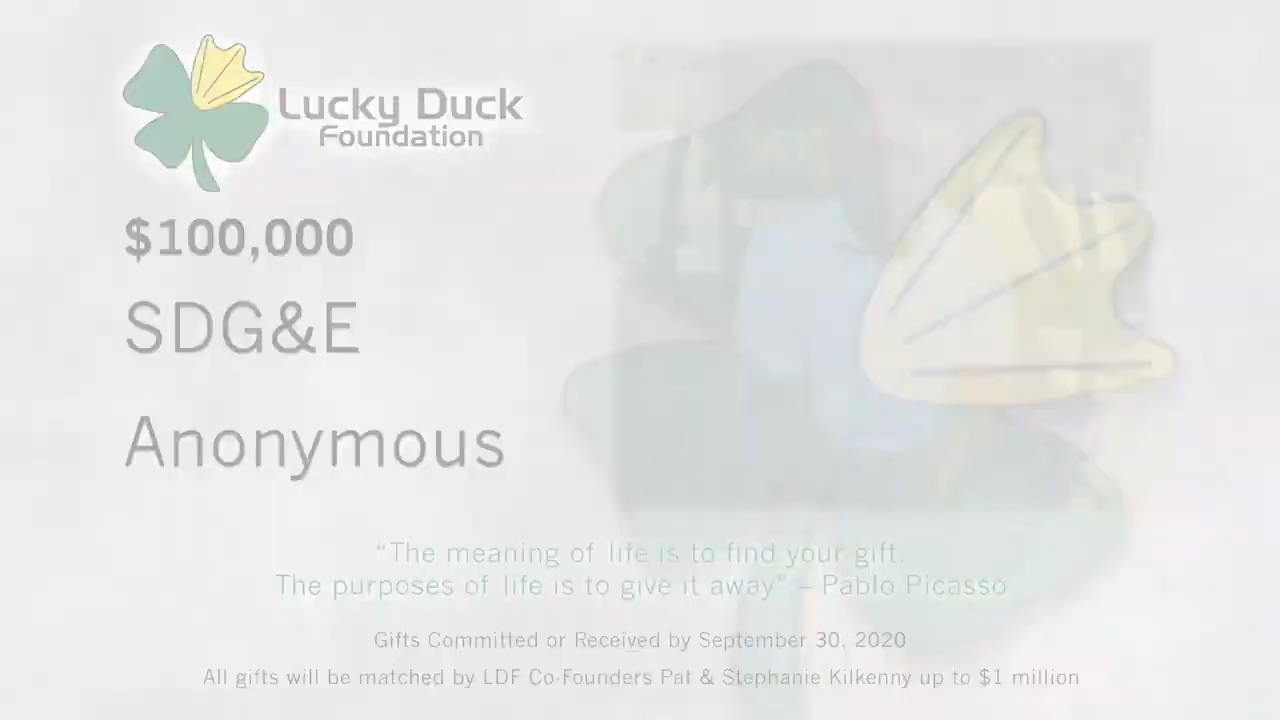 Lucky Duck
Foundation
$100,000
SDG&E
Anonymous
"The meaning of life is to find your gift.
The purposes of life is to give it away" – Pablo Picasso
Gifts Committed or Received by September 30, 2020
All gifts will be matched by LDF Co-Founders Pat & Stephanie Kilkenny up to $1 million